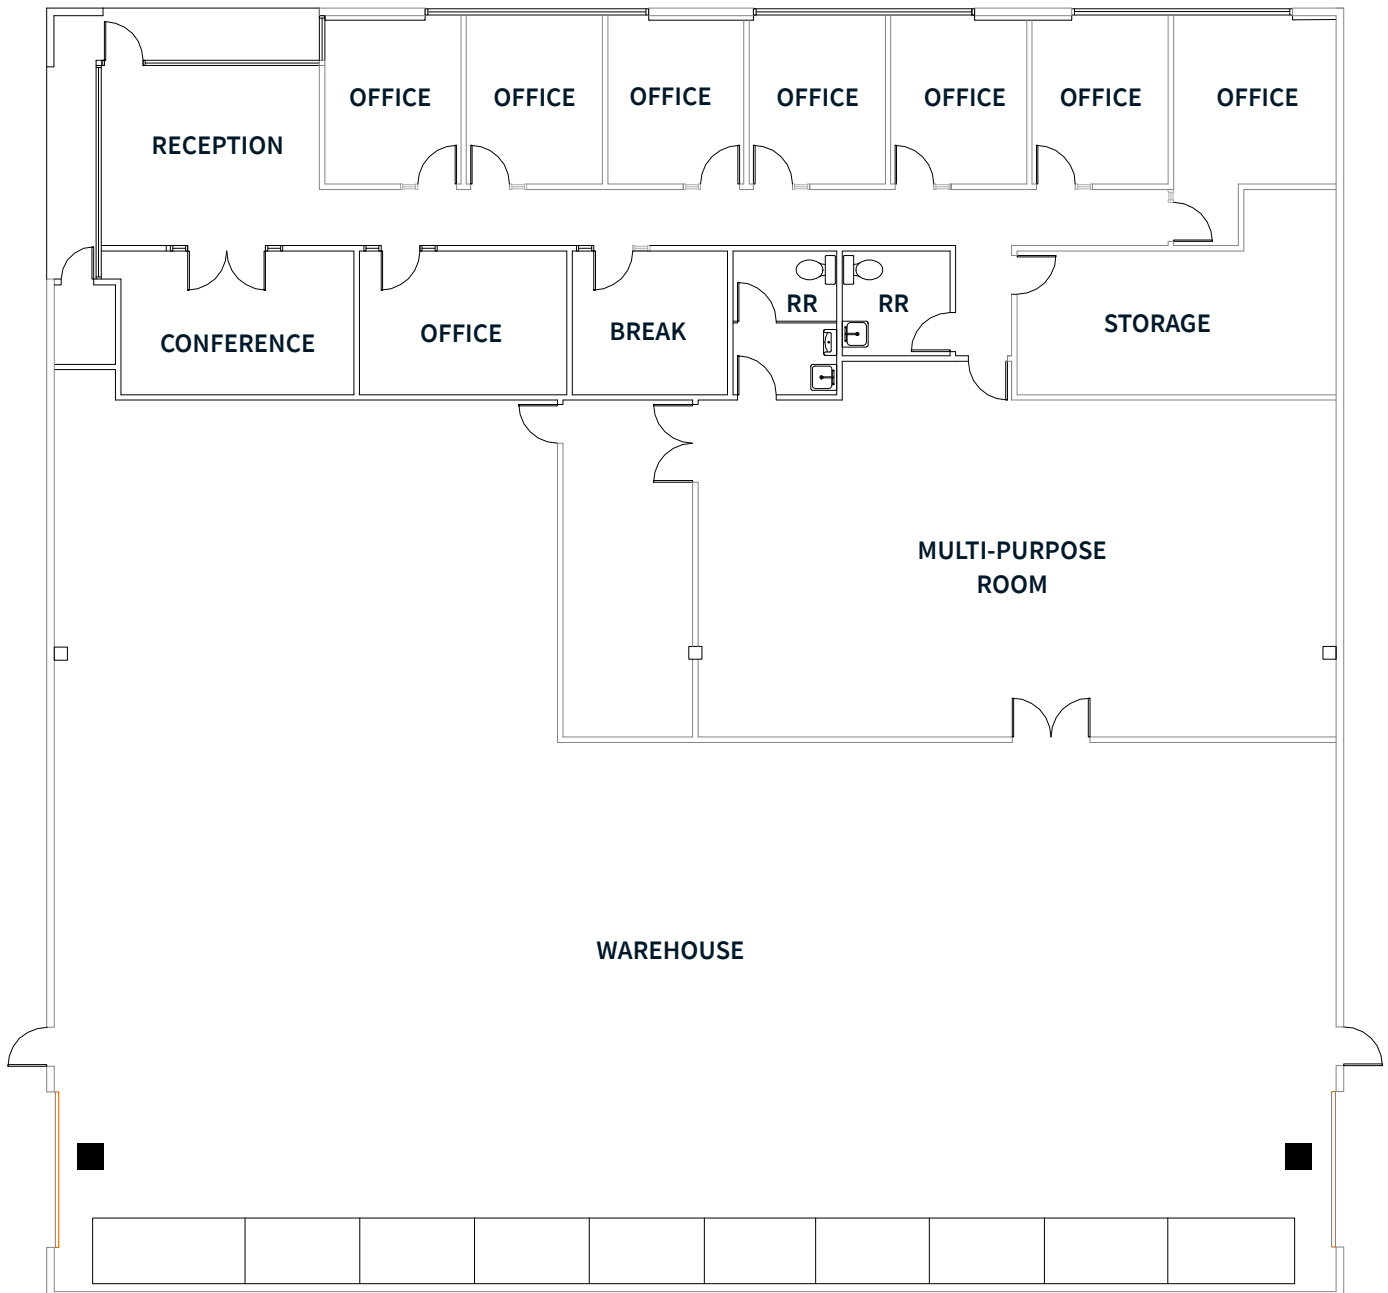 OFFICE
OFFICE
OFFICE
OFFICE
OFFICE
OFFICE
OFFICE
RECEPTION
RR
RR
STORAGE
CONFERENCE
OFFICE
BREAK
MULTI-PURPOSE
ROOM
WAREHOUSE